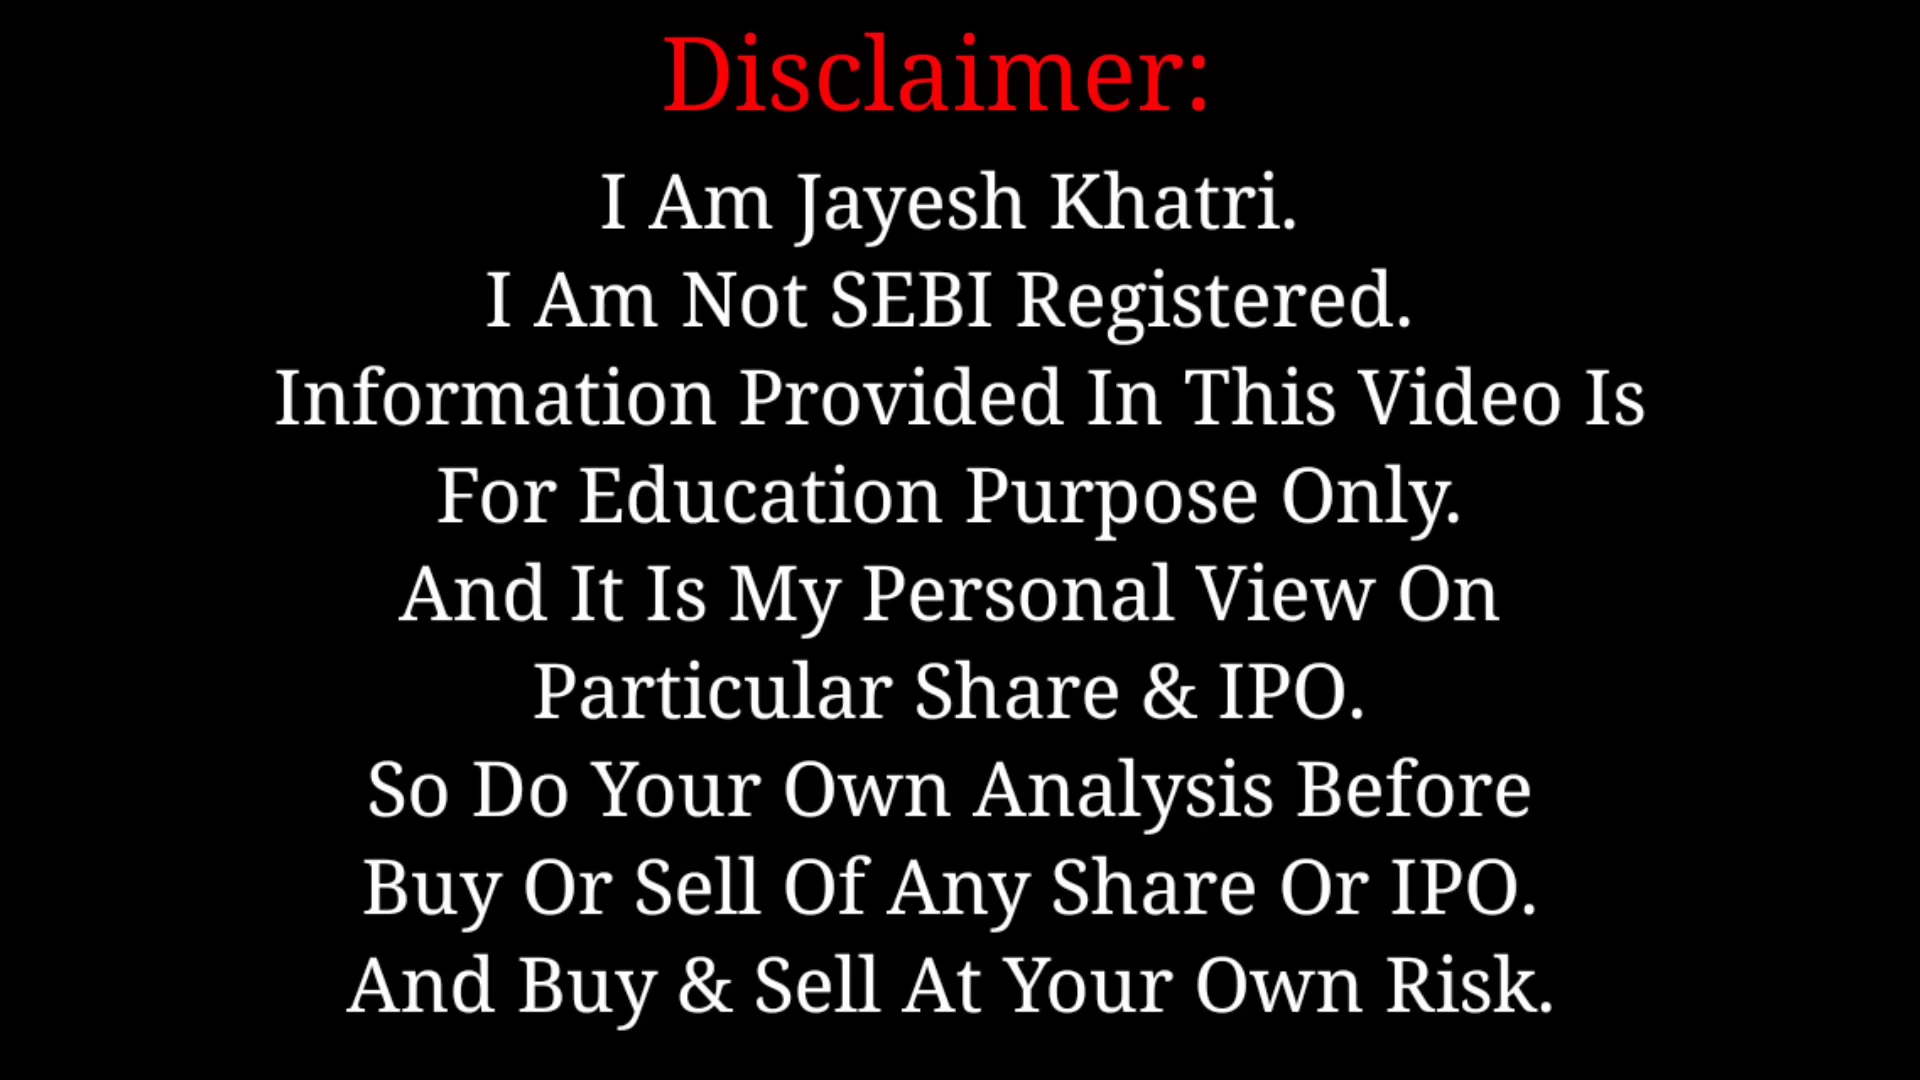 Disclaimer:
I Am Jayesh Khatri.
I Am Not SEBI Registered.
Information Provided In This Video Is
For Education Purpose Only.
And It Is My Personal View On
Particular Share & IPO.
So Do Your Own Analysis Before
Buy Or Sell Of Any Share Or IPO.
And Buy & Sell At Your Own Risk.